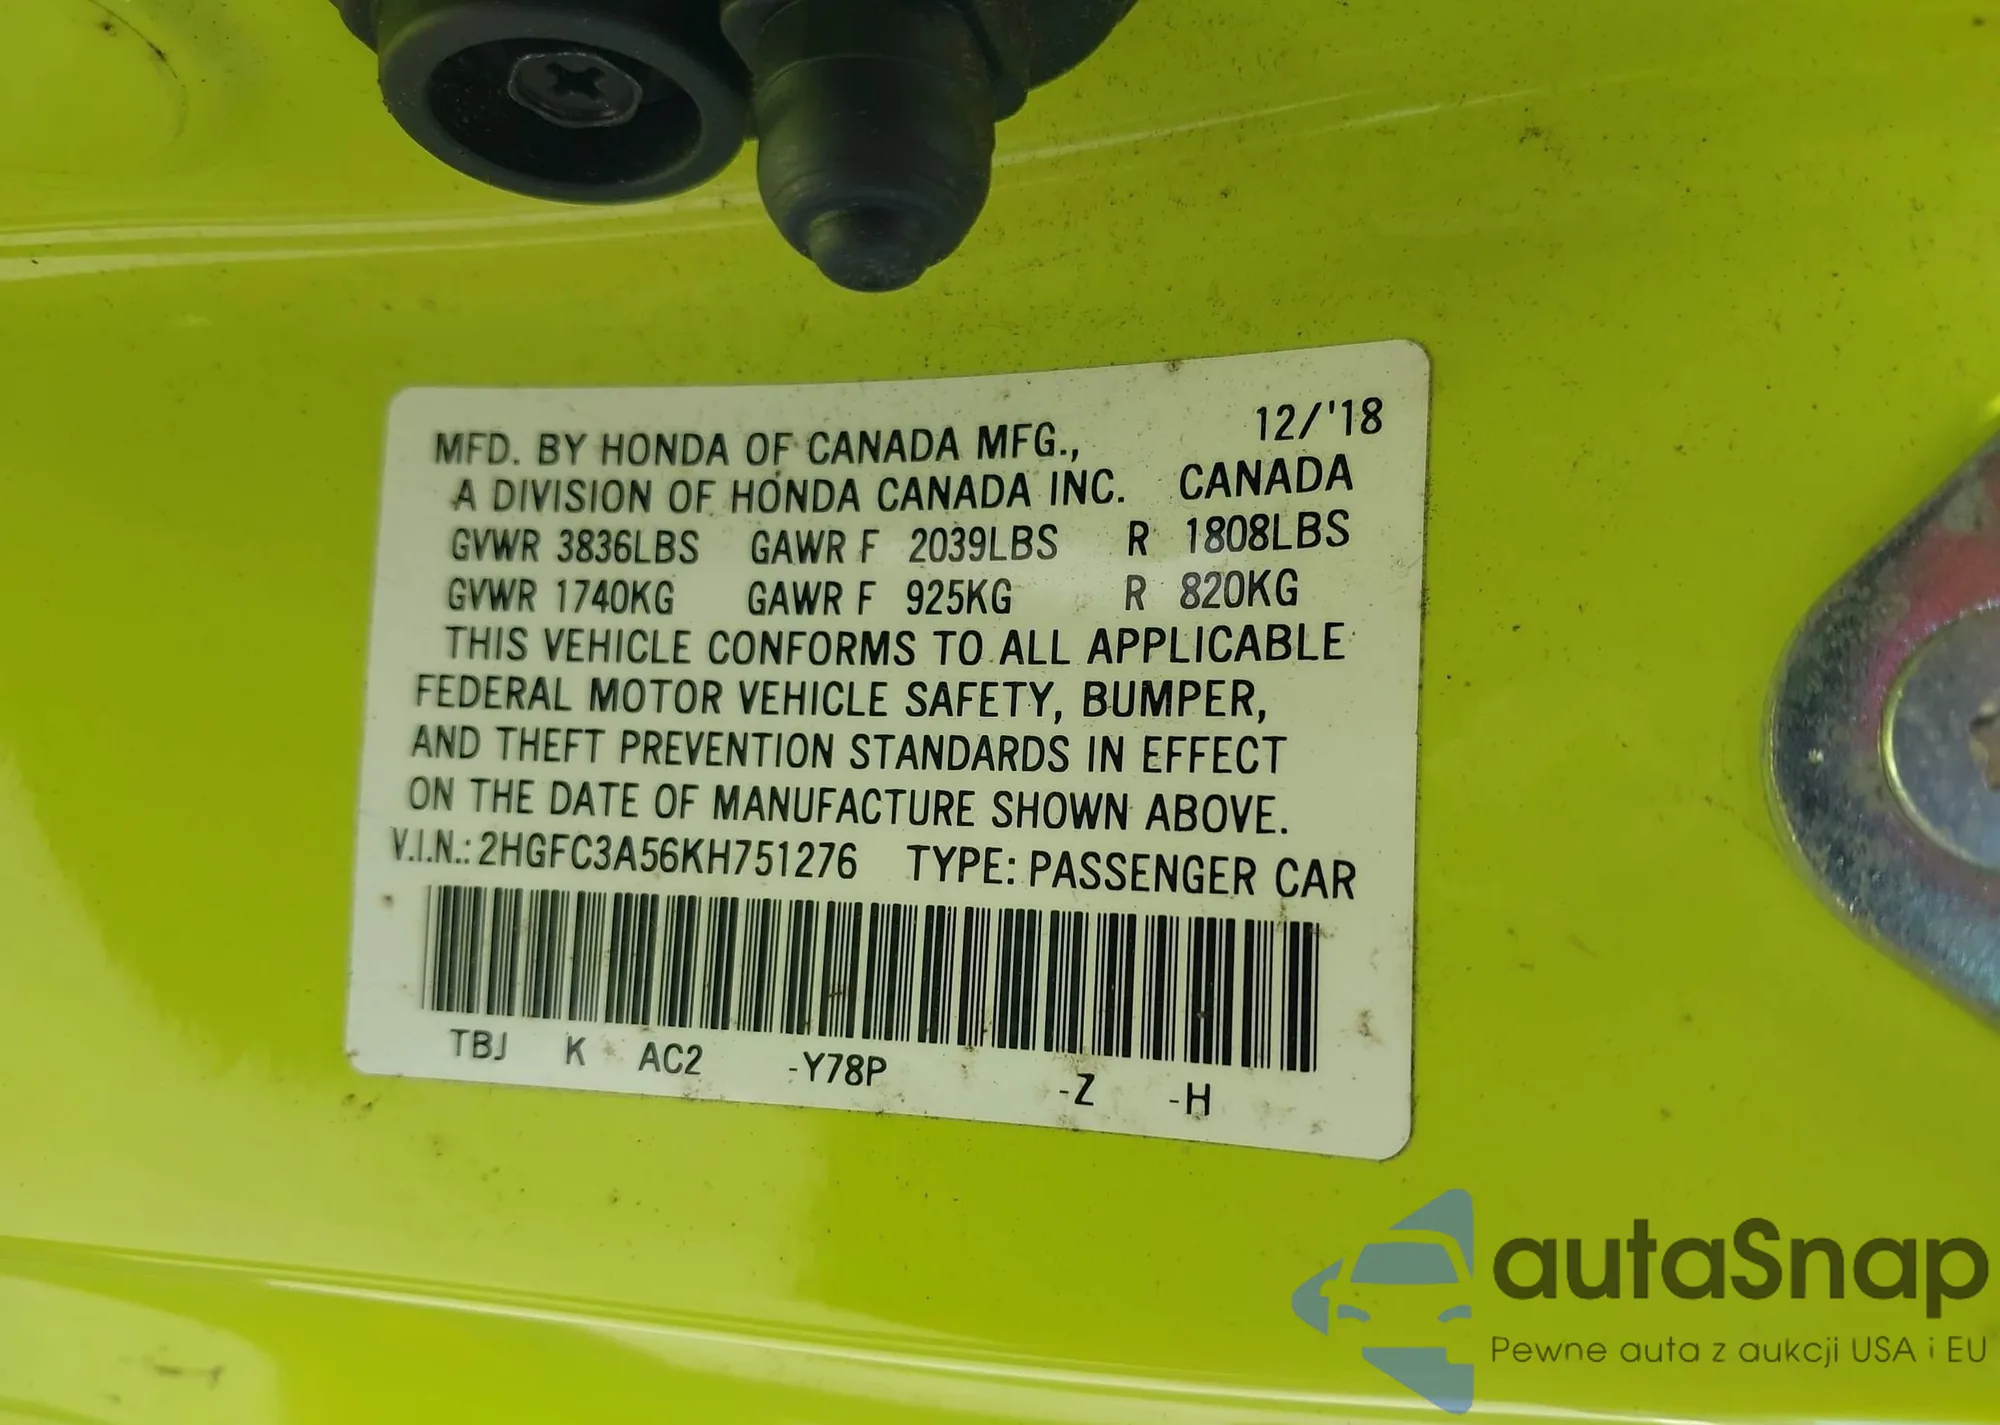 12/'18
MFD. BY HONDA OF CANADA MFG.,
A DIVISION OF HONDA CANADA INC. CANADA
GVWR 3836LBS GAWR F 2039LBS R 1808LBS
GVWR 1740KG GAWR F 925KG R 820KG
THIS VEHICLE CONFORMS TO ALL APPLICABLE
FEDERAL MOTOR VEHICLE SAFETY, BUMPER,
AND THEFT PREVENTION STANDARDS IN EFFECT
ON THE DATE OF MANUFACTURE SHOWN ABOVE.
V.I.N.: 2HGFC3A56KH751276 TYPE: PASSENGER CAR
TBJ K AC2 -Y78P -Z -H
autaSnap
Pewne auta z aukcji USA i EU